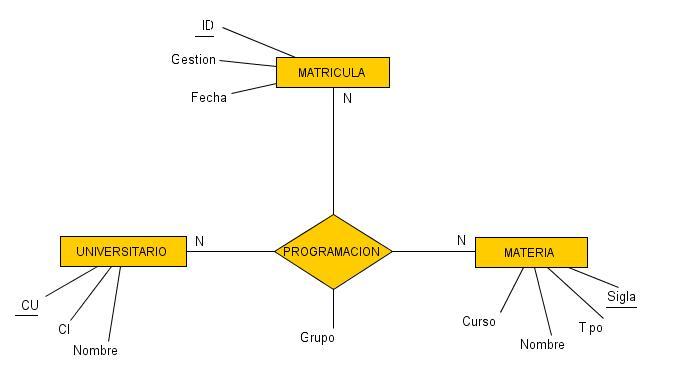 ID
Gestion
MATRICULA
Fecha
N
UNIVERSITARIO
N
PROGRAMACION
N
MATERIA
CU
CI
Nombre
Grupo
Curso
Nombre
T po
Sigla